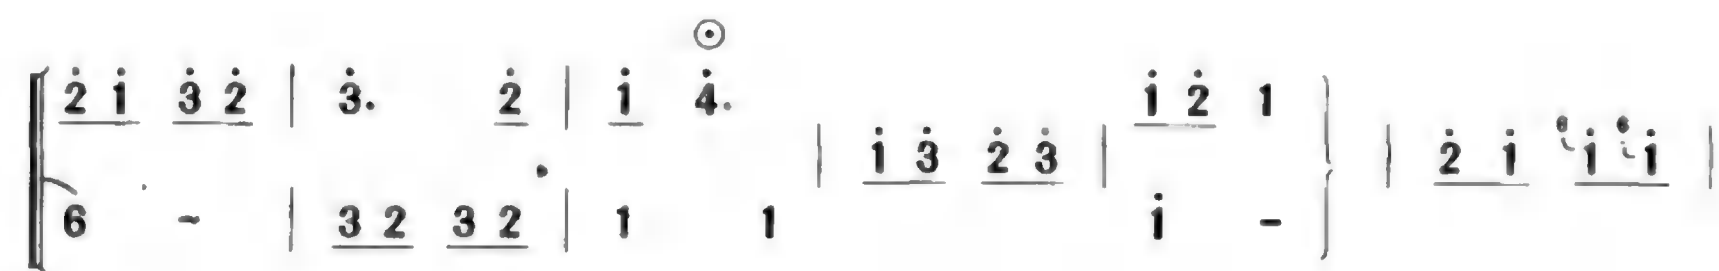 2̇ 1̇ 3̇ 2̇ | 3̇. 2̇ | 1̇ 4̇.
| 1̇ 3̇ 2̇ 3̇ |
1̇ 2̇ 1
| 2̇ 1̇ 1̇ 1̇ |
6 - | 3 2 3 2 | 1 1
1̇ -